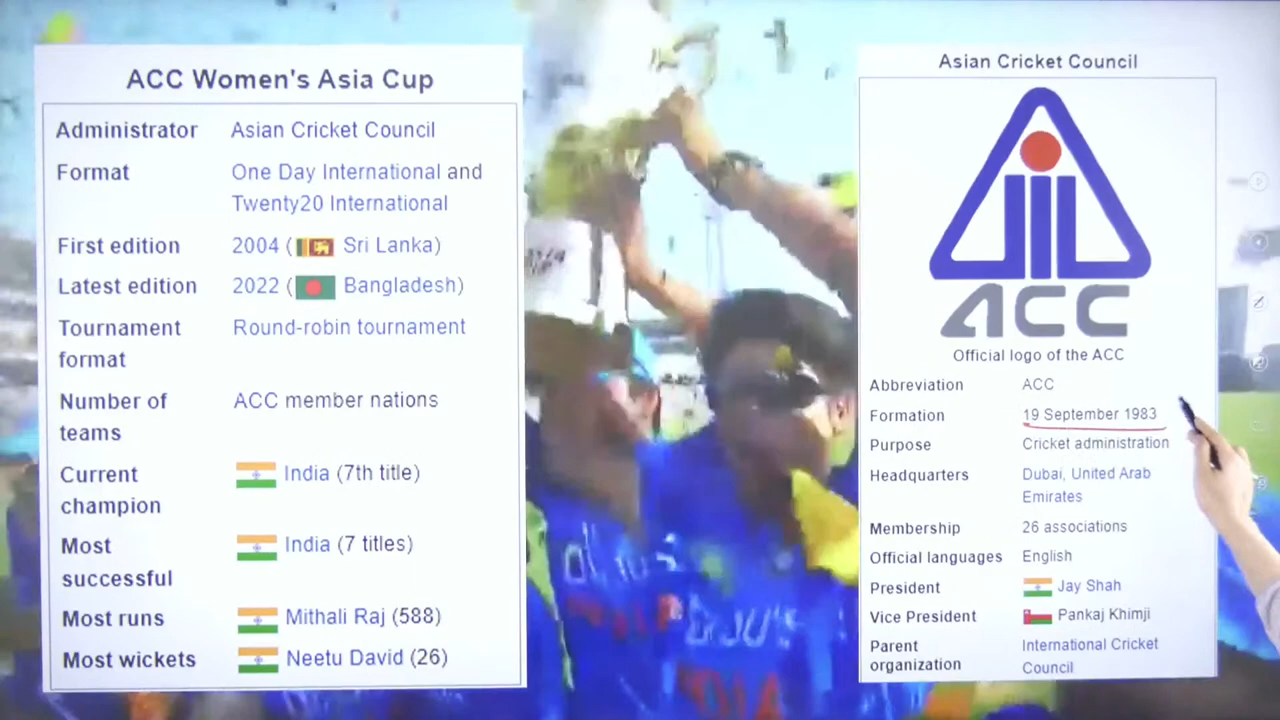 ACC Women's Asia Cup
Administrator Asian Cricket Council
Format One Day International and
Twenty20 International
First edition 2004 ( Sri Lanka)
Latest edition 2022 ( Bangladesh)
Tournament Round-robin tournament
format
Number of ACC member nations
teams
Current India (7th title)
champion
Most India (7 titles)
successful
Most runs Mithali Raj (588)
Most wickets Neetu David (26)
Asian Cricket Council
ACC
Official logo of the ACC
Abbreviation ACC
Formation 19 September 1983
Purpose Cricket administration
Headquarters Dubai, United Arab
Emirates
Membership 26 associations
Official languages English
President Jay Shah
Vice President Pankaj Khimji
Parent International Cricket
organization Council
BYJU'S